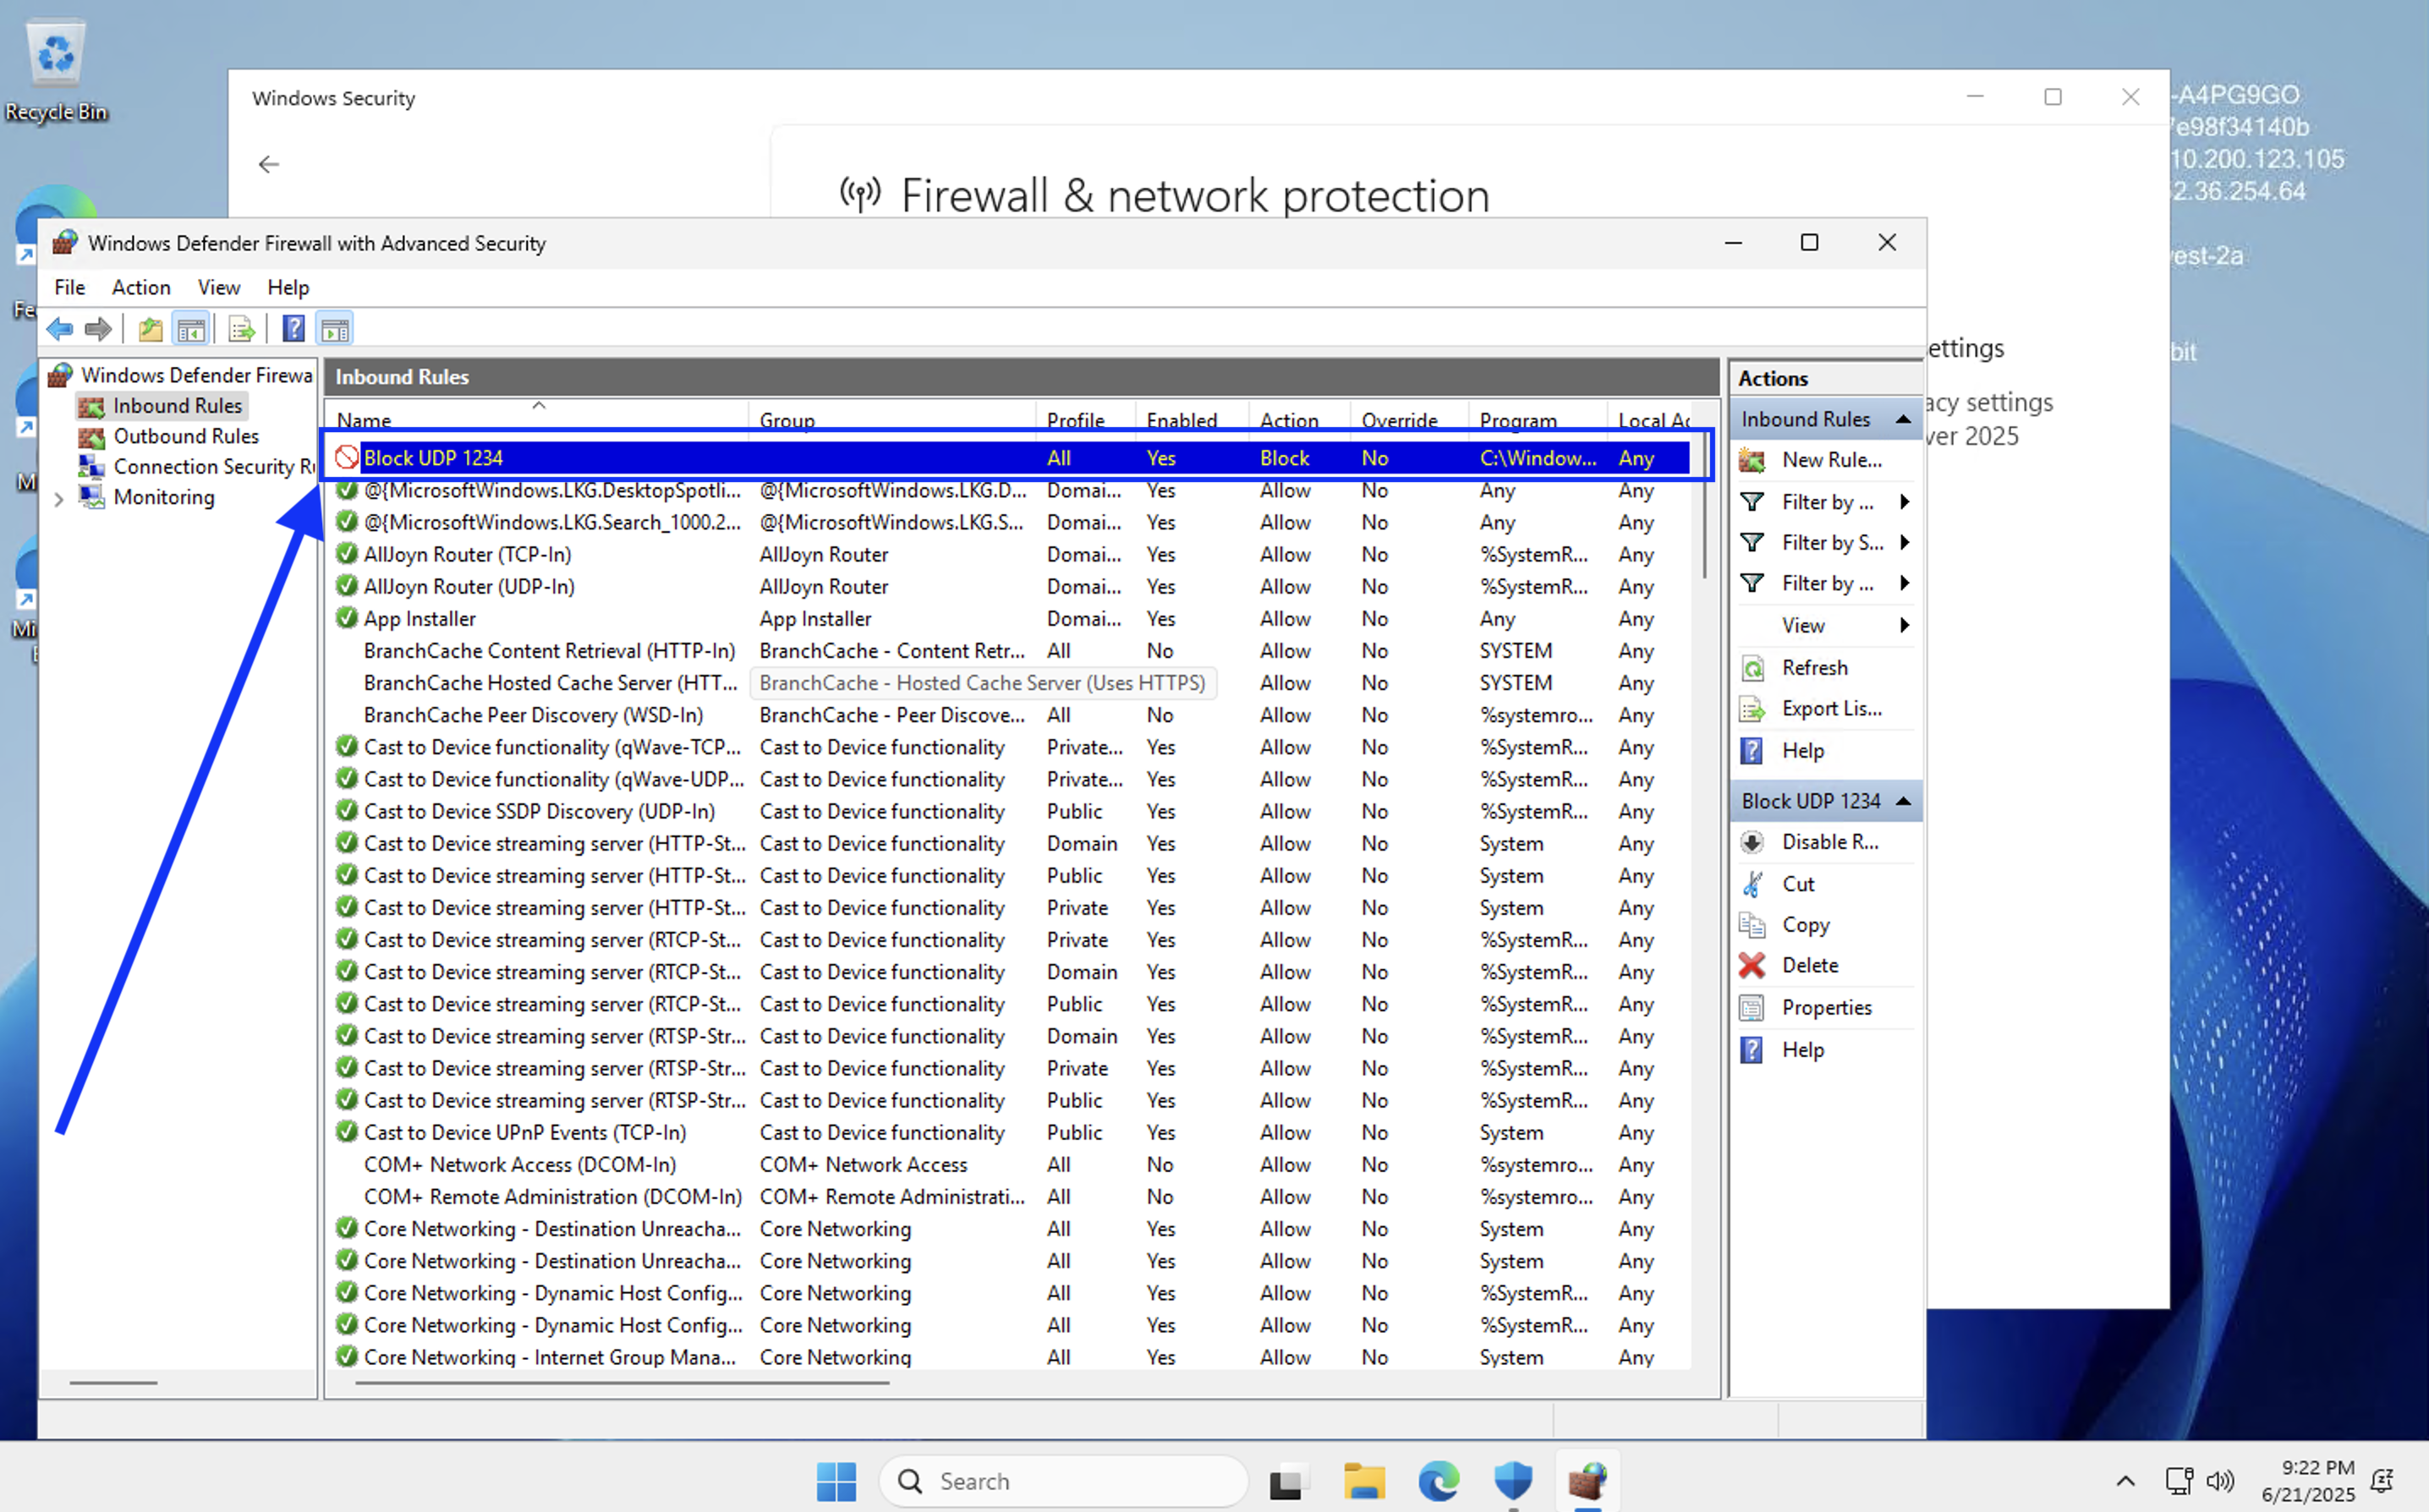 Recycle Bin
Windows Security
-A4PG9GO
7e98f34140b
10.200.123.105
2.36.254.64
Firewall & network protection
Windows Defender Firewall with Advanced Security
est-2a
File Action View Help
ettings
bit
acy settings
ver 2025
Windows Defender Firewa
Inbound Rules
Outbound Rules
Connection Security Ru
Monitoring
Inbound Rules
Name Group Profile Enabled Action Override Program Local Ad
Block UDP 1234 All Yes Block No C:\Window... Any
@{MicrosoftWindows.LKG.DesktopSpotli... @{MicrosoftWindows.LKG.D... Domai... Yes Allow No Any Any
@{MicrosoftWindows.LKG.Search_1000.2... @{MicrosoftWindows.LKG.S... Domai... Yes Allow No Any Any
AllJoyn Router (TCP-In) AllJoyn Router Domai... Yes Allow No %SystemR... Any
AllJoyn Router (UDP-In) AllJoyn Router Domai... Yes Allow No %SystemR... Any
App Installer App Installer Domai... Yes Allow No Any Any
BranchCache Content Retrieval (HTTP-In) BranchCache - Content Retr... All No Allow No SYSTEM Any
BranchCache Hosted Cache Server (HTT... BranchCache - Hosted Cache Server (Uses HTTPS) Allow No SYSTEM Any
BranchCache Peer Discovery (WSD-In) BranchCache - Peer Discove... All No Allow No %systemro... Any
Cast to Device functionality (qWave-TCP... Cast to Device functionality Private... Yes Allow No %SystemR... Any
Cast to Device functionality (qWave-UDP... Cast to Device functionality Private... Yes Allow No %SystemR... Any
Cast to Device SSDP Discovery (UDP-In) Cast to Device functionality Public Yes Allow No %SystemR... Any
Cast to Device streaming server (HTTP-St... Cast to Device functionality Domain Yes Allow No System Any
Cast to Device streaming server (HTTP-St... Cast to Device functionality Public Yes Allow No System Any
Cast to Device streaming server (HTTP-St... Cast to Device functionality Private Yes Allow No System Any
Cast to Device streaming server (RTCP-St... Cast to Device functionality Private Yes Allow No %SystemR... Any
Cast to Device streaming server (RTCP-St... Cast to Device functionality Domain Yes Allow No %SystemR... Any
Cast to Device streaming server (RTCP-St... Cast to Device functionality Public Yes Allow No %SystemR... Any
Cast to Device streaming server (RTSP-Str... Cast to Device functionality Domain Yes Allow No %SystemR... Any
Cast to Device streaming server (RTSP-Str... Cast to Device functionality Private Yes Allow No %SystemR... Any
Cast to Device streaming server (RTSP-Str... Cast to Device functionality Public Yes Allow No %SystemR... Any
Cast to Device UPnP Events (TCP-In) Cast to Device functionality Public Yes Allow No System Any
COM+ Network Access (DCOM-In) COM+ Network Access All No Allow No %systemro... Any
COM+ Remote Administration (DCOM-In) COM+ Remote Administrati... All No Allow No %systemro... Any
Core Networking - Destination Unreacha... Core Networking All Yes Allow No System Any
Core Networking - Destination Unreacha... Core Networking All Yes Allow No System Any
Core Networking - Dynamic Host Config... Core Networking All Yes Allow No %SystemR... Any
Core Networking - Dynamic Host Config... Core Networking All Yes Allow No %SystemR... Any
Core Networking - Internet Group Mana... Core Networking All Yes Allow No System Any
Actions
Inbound Rules
New Rule...
Filter by ...
Filter by S...
Filter by ...
View
Refresh
Export Lis...
Help
Block UDP 1234
Disable R...
Cut
Copy
Delete
Properties
Help
Search
9:22 PM
6/21/2025